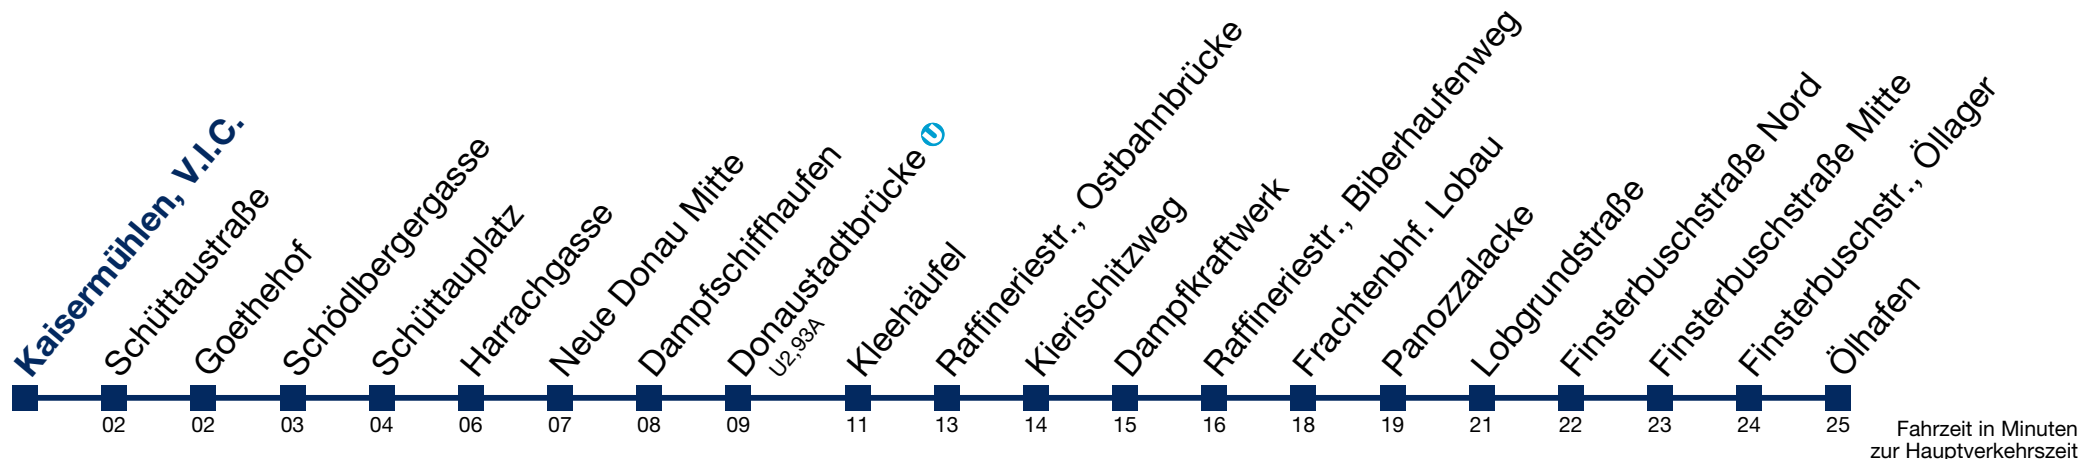 Kaisermühlen, V.I.C.
Schüttaustraße
Goethehof
Schödlbergergasse
Schüttauplatz
Harrachgasse
Neue Donau Mitte
Dampfschiffhaufen
Donaustadtbrücke U
U2,93A
Kleehäufel
Raffineriestr., Ostbahnbrücke
Kierischitzweg
Dampfkraftwerk
Raffineriestr., Biberhaufenweg
Frachtenbhf. Lobau
Panozzalacke
Lobgrundstraße
Finsterbuschstraße Nord
Finsterbuschstraße Mitte
Finsterbuschstr., Öllager
Ölhafen
02 02 03 04 06 07 08 09 11 13 14 15 16 18 19 21 22 23 24 25
Fahrzeit in Minuten
zur Hauptverkehrszeit